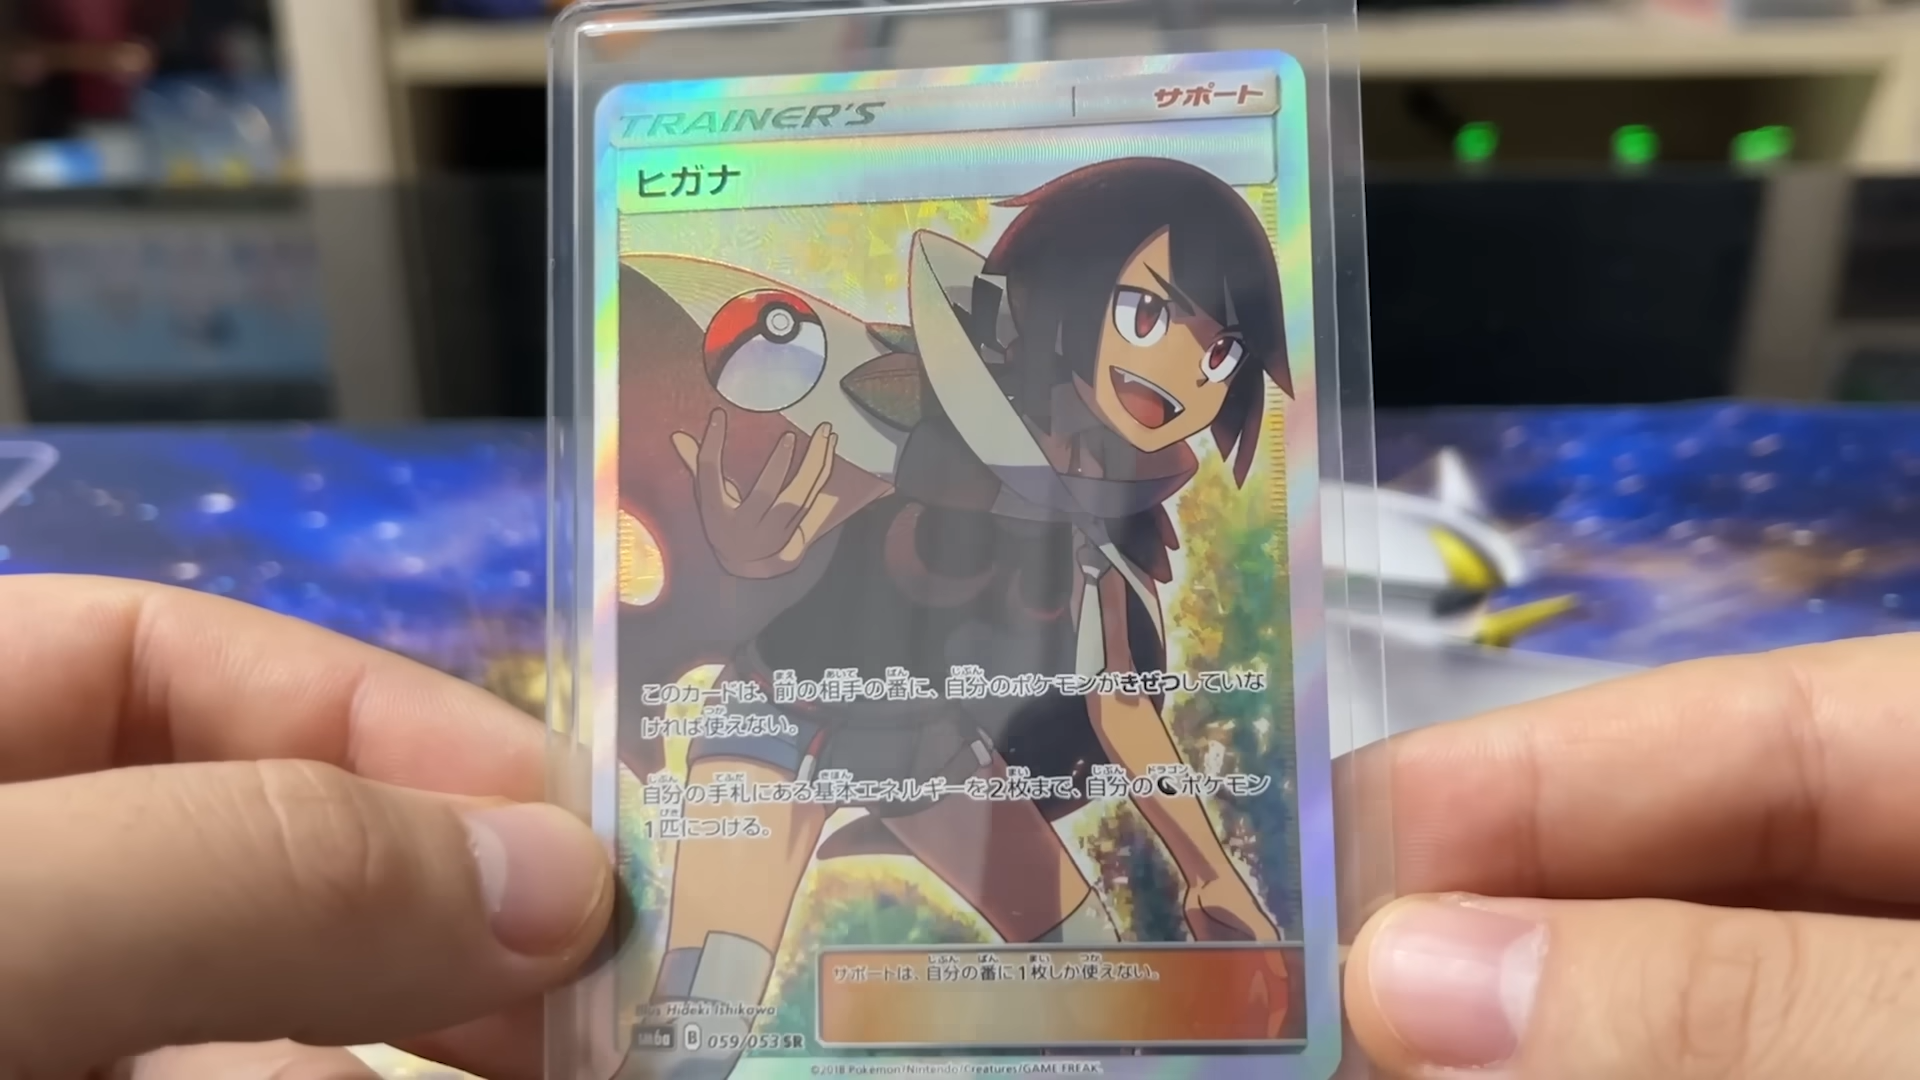 TRAINER'S
サポート
ヒガナ
このカードは、前の相手の番に、自分のポケモンがきぜつしていな
ければ使えない。
自分の手札にある基本エネルギーを2枚まで、自分のポケモン
1匹につける。
サポートは、自分の番に1枚しか使えない。
Illus. Hideki Ishikawa
sm6a B 059/053 SR
©2018 Pokémon/Nintendo/Creatures/GAME FREAK.